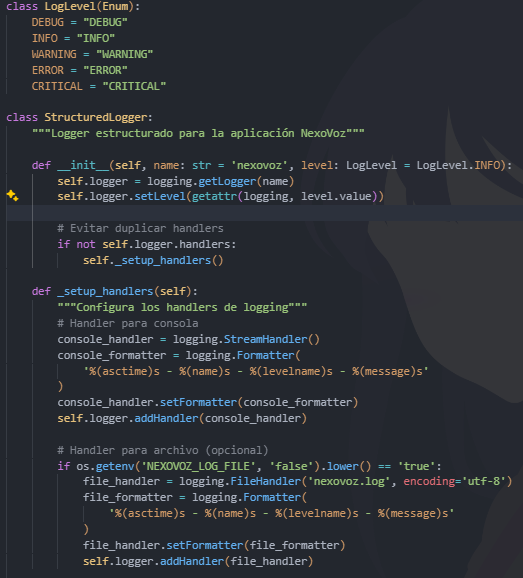 class LogLevel(Enum):
    DEBUG = "DEBUG"
    INFO = "INFO"
    WARNING = "WARNING"
    ERROR = "ERROR"
    CRITICAL = "CRITICAL"

class StructuredLogger:
    """Logger estructurado para la aplicación NexoVoz"""

    def __init__(self, name: str = 'nexovoz', level: LogLevel = LogLevel.INFO):
        self.logger = logging.getLogger(name)
        self.logger.setLevel(getattr(logging, level.value))

        # Evitar duplicar handlers
        if not self.logger.handlers:
            self._setup_handlers()

    def _setup_handlers(self):
        """Configura los handlers de logging"""
        # Handler para consola
        console_handler = logging.StreamHandler()
        console_formatter = logging.Formatter(
            '%(asctime)s - %(name)s - %(levelname)s - %(message)s'
        )
        console_handler.setFormatter(console_formatter)
        self.logger.addHandler(console_handler)

        # Handler para archivo (opcional)
        if os.getenv('NEXOVOZ_LOG_FILE', 'false').lower() == 'true':
            file_handler = logging.FileHandler('nexovoz.log', encoding='utf-8')
            file_formatter = logging.Formatter(
                '%(asctime)s - %(name)s - %(levelname)s - %(message)s'
            )
            file_handler.setFormatter(file_formatter)
            self.logger.addHandler(file_handler)